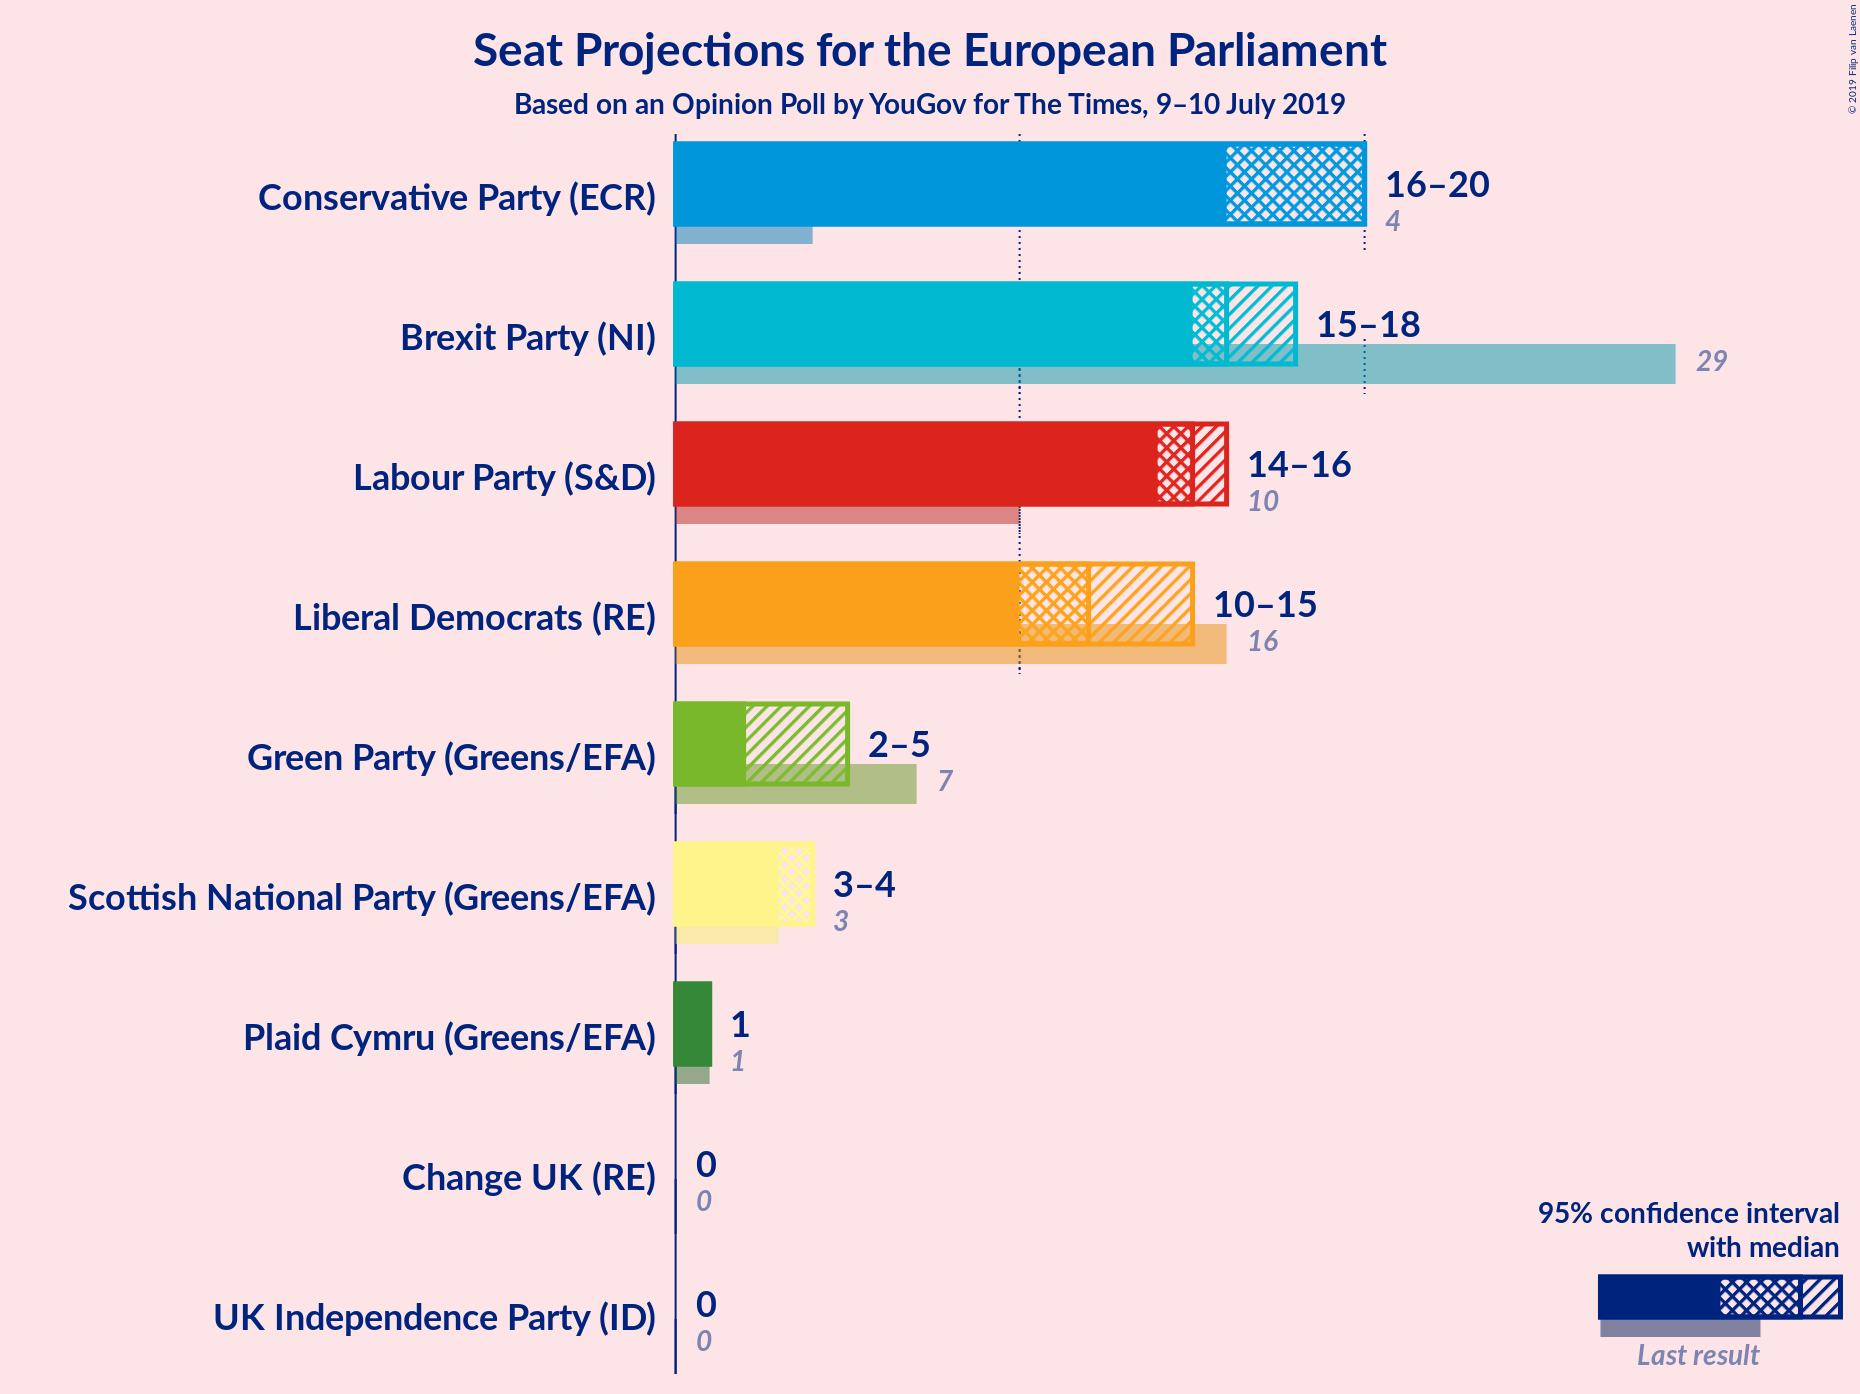 Seat Projections for the European Parliament
Based on an Opinion Poll by YouGov for The Times, 9–10 July 2019
© 2019 Filip van Laenen
Conservative Party (ECR)
16–20
4
Brexit Party (NI)
15–18
29
Labour Party (S&D)
14–16
10
Liberal Democrats (RE)
10–15
16
Green Party (Greens/EFA)
2–5
7
Scottish National Party (Greens/EFA)
3–4
3
Plaid Cymru (Greens/EFA)
1
1
Change UK (RE)
0
0
UK Independence Party (ID)
0
0
95% confidence interval
with median
Last result